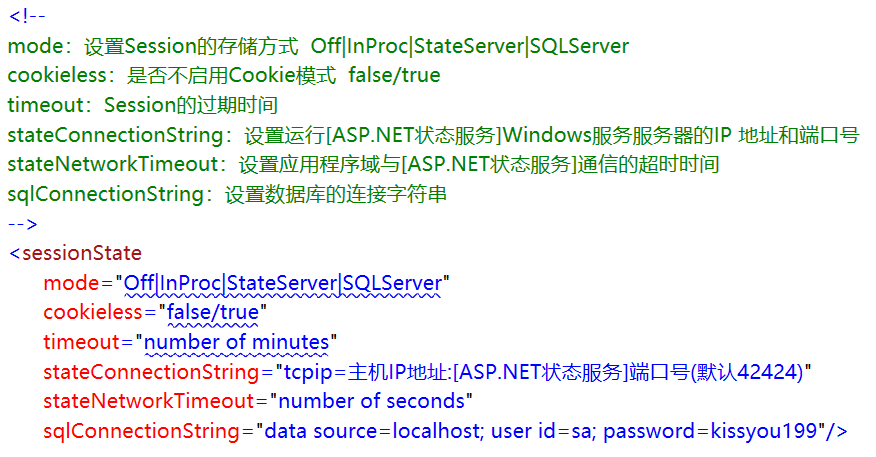 <!--
mode：设置Session的存储方式  Off|InProc|StateServer|SQLServer
cookieless：是否不启用Cookie模式  false/true
timeout：Session的过期时间
stateConnectionString：设置运行[ASP.NET状态服务]Windows服务服务器的IP 地址和端口号
stateNetworkTimeout：设置应用程序域与[ASP.NET状态服务]通信的超时时间
sqlConnectionString：设置数据库的连接字符串
-->
<sessionState
mode="Off|InProc|StateServer|SQLServer"
cookieless="false/true"
timeout="number of minutes"
stateConnectionString="tcpip=主机IP地址:[ASP.NET状态服务]端口号(默认42424)"
stateNetworkTimeout="number of seconds"
sqlConnectionString="data source=localhost; user id=sa; password=kissyou199"/>